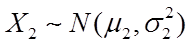 X₂ ~ N(μ₂, σ₂²)